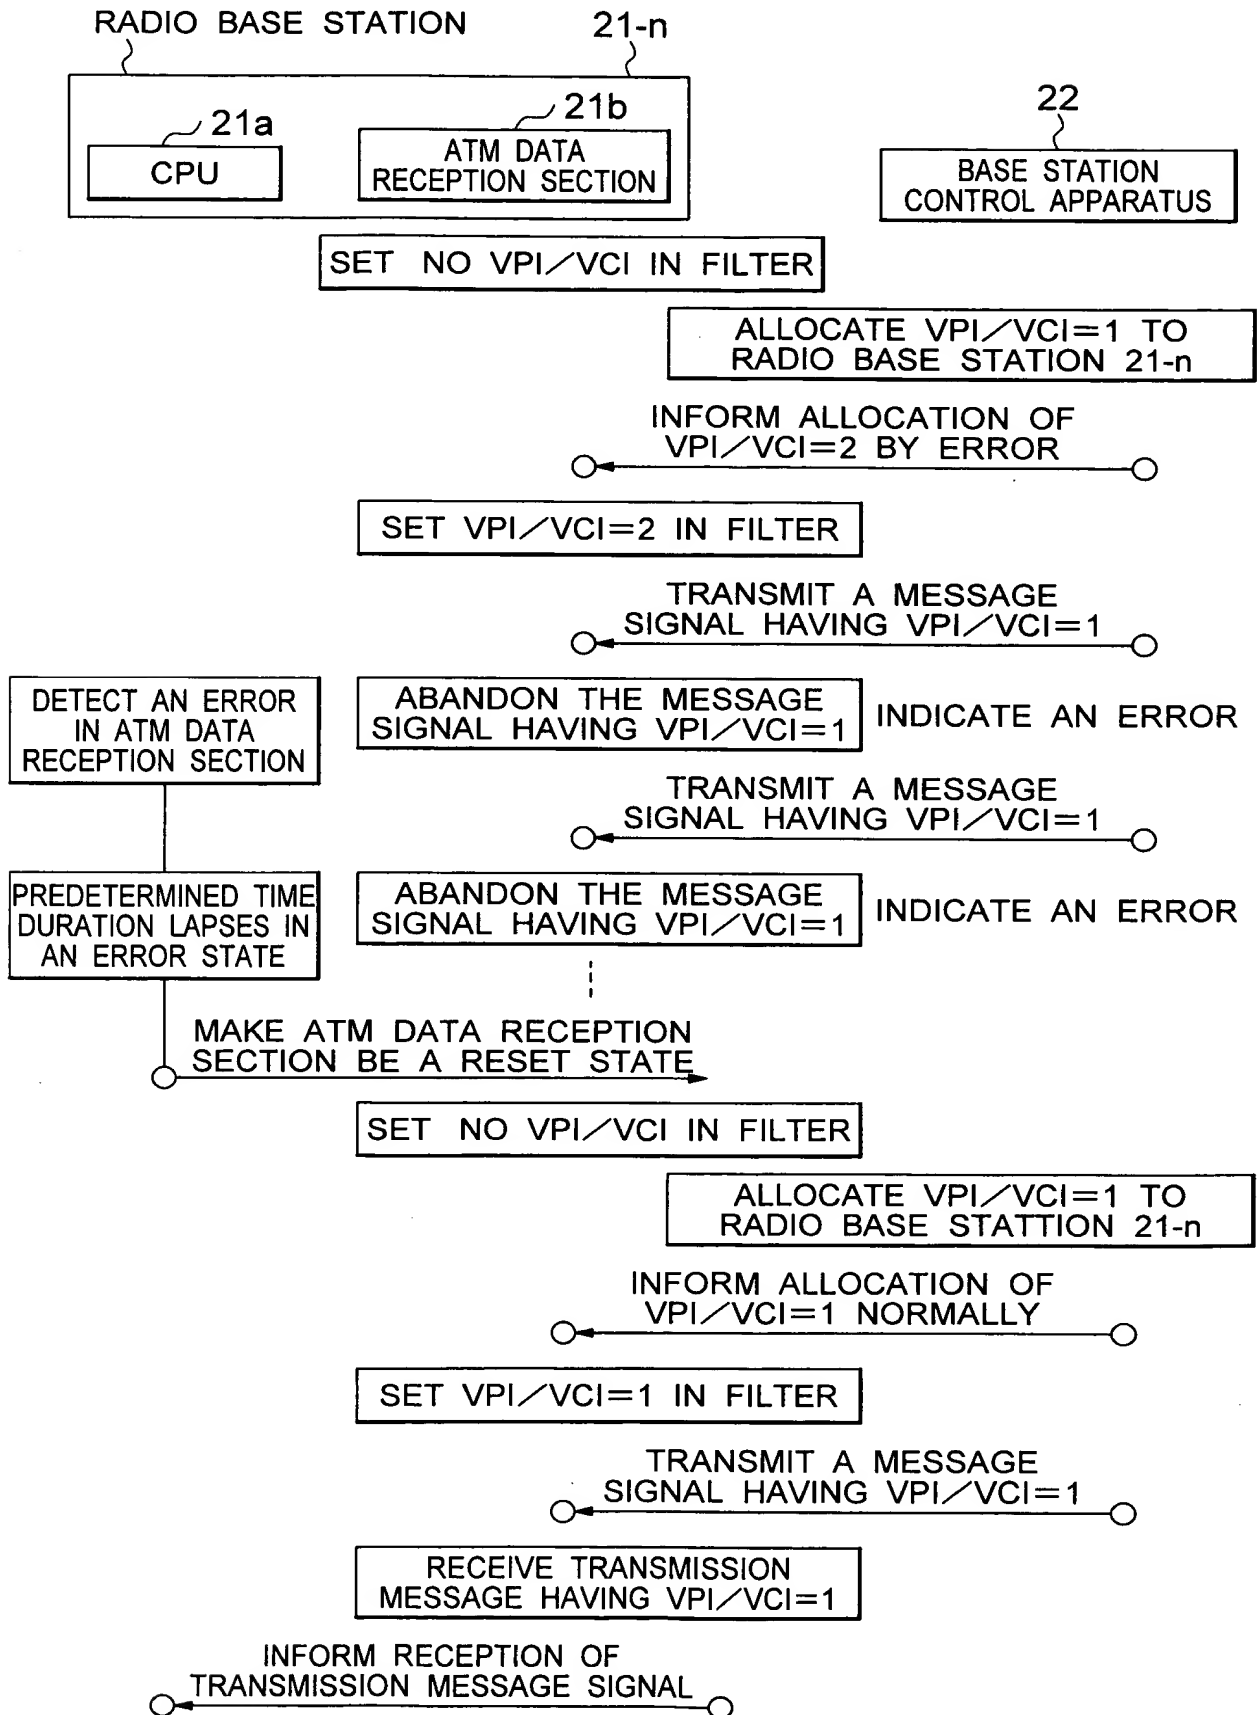 RADIO BASE STATION
21-n
21a
21b
22
CPU
ATM DATA
RECEPTION SECTION
BASE STATION
CONTROL APPARATUS
SET NO VPI/VCI IN FILTER
ALLOCATE VPI/VCI=1 TO
RADIO BASE STATION 21-n
INFORM ALLOCATION OF
VPI/VCI=2 BY ERROR
SET VPI/VCI=2 IN FILTER
TRANSMIT A MESSAGE
SIGNAL HAVING VPI/VCI=1
DETECT AN ERROR
IN ATM DATA
RECEPTION SECTION
ABANDON THE MESSAGE
SIGNAL HAVING VPI/VCI=1
INDICATE AN ERROR
TRANSMIT A MESSAGE
SIGNAL HAVING VPI/VCI=1
PREDETERMINED TIME
DURATION LAPSES IN
AN ERROR STATE
ABANDON THE MESSAGE
SIGNAL HAVING VPI/VCI=1
INDICATE AN ERROR
MAKE ATM DATA RECEPTION
SECTION BE A RESET STATE
SET NO VPI/VCI IN FILTER
ALLOCATE VPI/VCI=1 TO
RADIO BASE STATTION 21-n
INFORM ALLOCATION OF
VPI/VCI=1 NORMALLY
SET VPI/VCI=1 IN FILTER
TRANSMIT A MESSAGE
SIGNAL HAVING VPI/VCI=1
RECEIVE TRANSMISSION
MESSAGE HAVING VPI/VCI=1
INFORM RECEPTION OF
TRANSMISSION MESSAGE SIGNAL